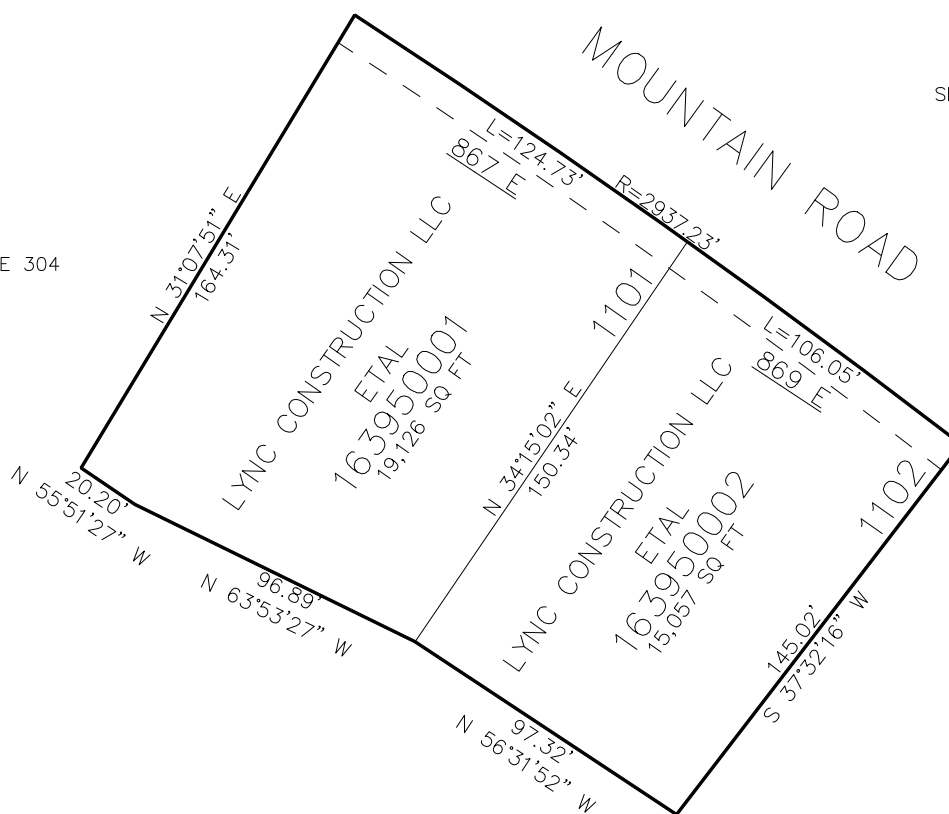 MOUNTAIN ROAD
L=124.73'
867 E
R=2937.23'
N 31°07'51" E
164.31'
E 304
LYNC CONSTRUCTION LLC
ETAL
163950001
19,126 SQ FT
1101
L=106.05'
869 E
N 34°15'02" E
150.34'
LYNC CONSTRUCTION LLC
ETAL
163950002
15,057 SQ FT
1102
20.20'
N 55°51'27" W
96.89'
N 63°53'27" W
145.02'
S 37°32'16" W
97.32'
N 56°31'52" W